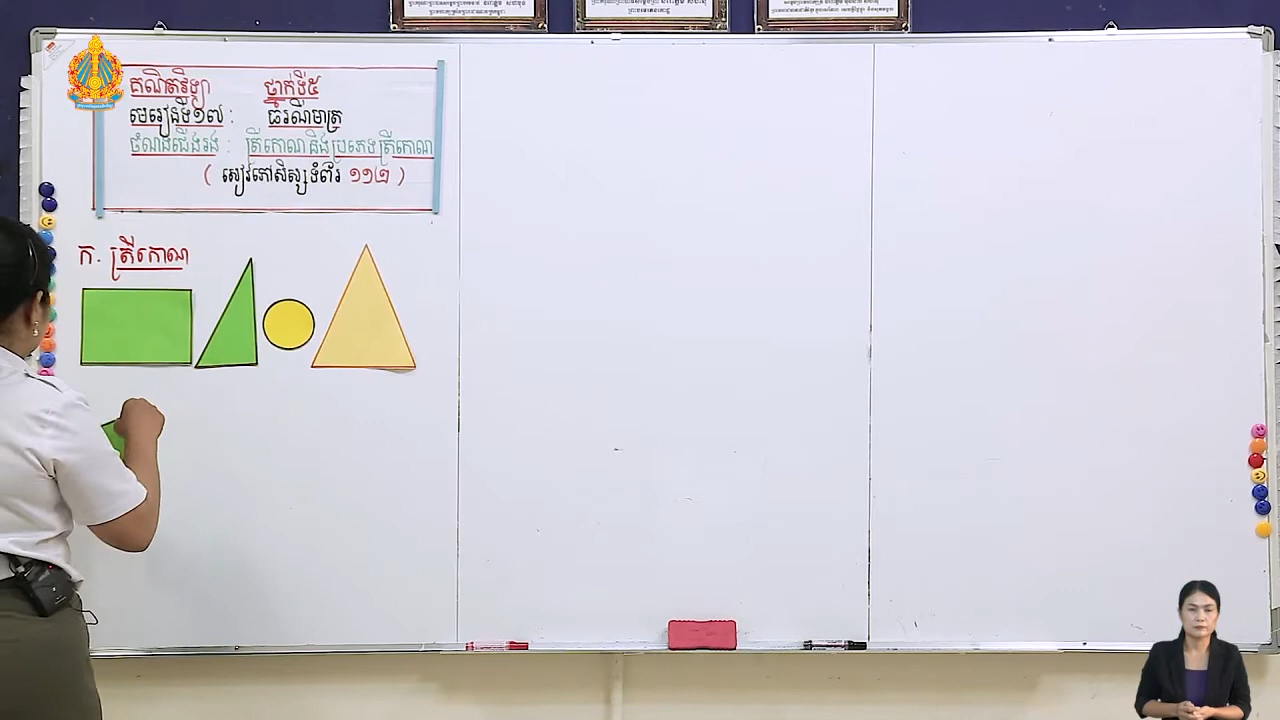 គណិតវិទ្យា ថ្នាក់ទី៥
មេរៀនទី១៧ : ធរណីមាត្រ
ចំណងជើងរង : ត្រីកោណនិងប្រភេទត្រីកោណ
( សៀវភៅសិស្សទំព័រ ១១២ )
ក. ត្រីកោណ